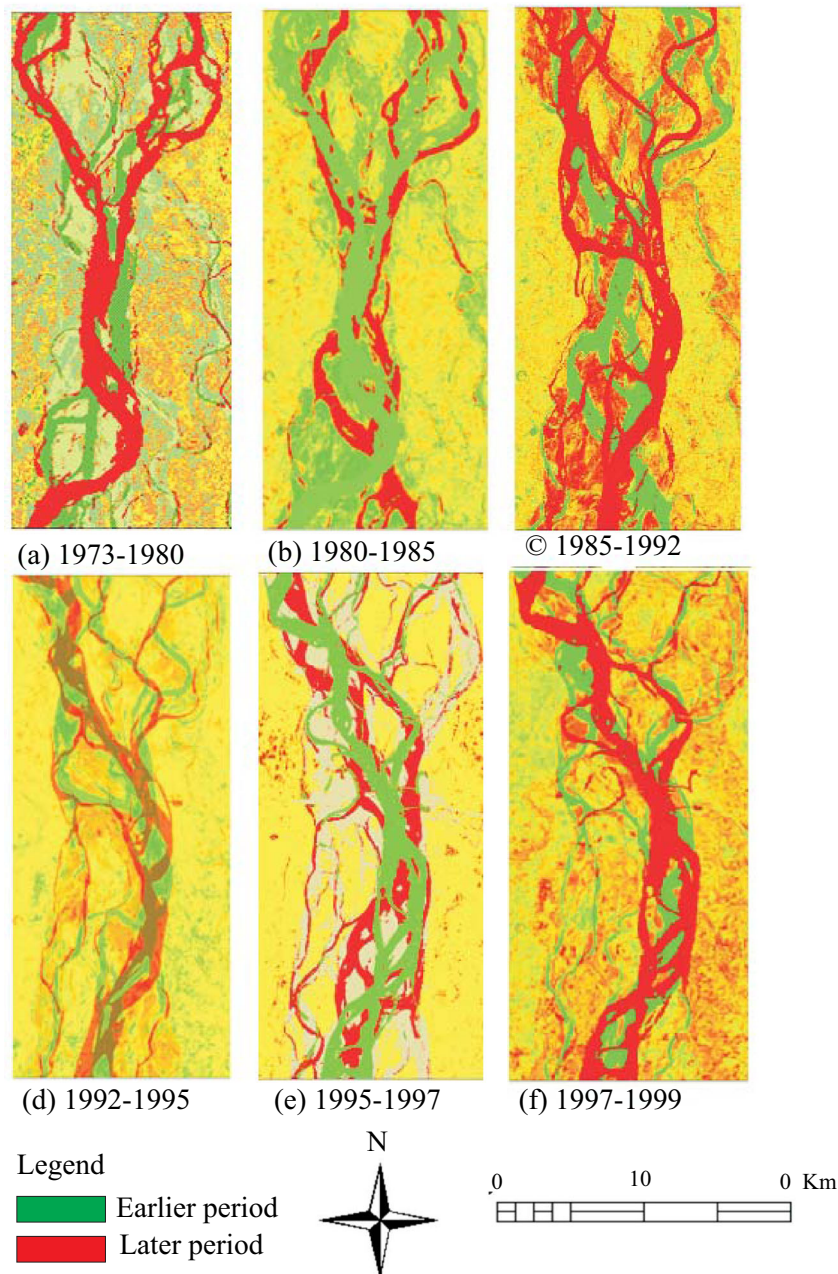 (a) 1973-1980
(b) 1980-1985
© 1985-1992
(d) 1992-1995
(e) 1995-1997
(f) 1997-1999
Legend
Earlier period
Later period
N
0 10 0 Km